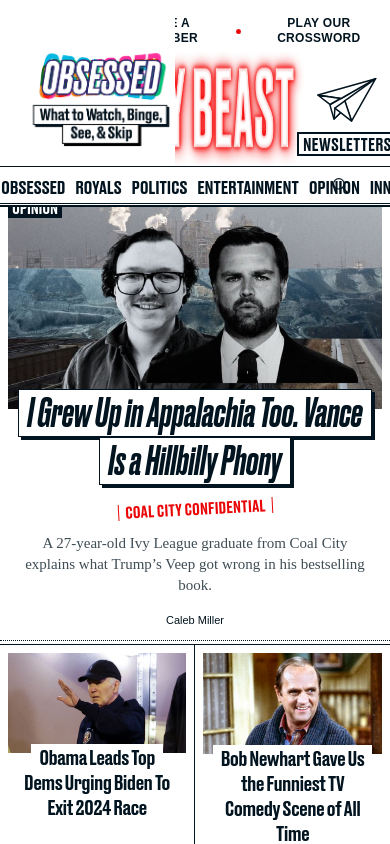 E A
BER
PLAY OUR
CROSSWORD
OBSESSED
What to Watch, Binge,
See, & Skip
Y BEAST
NEWSLETTERS
OBSESSED ROYALS POLITICS ENTERTAINMENT OPINION INN
OPINION
I Grew Up in Appalachia Too. Vance
Is a Hillbilly Phony
COAL CITY CONFIDENTIAL
A 27-year-old Ivy League graduate from Coal City
explains what Trump’s Veep got wrong in his bestselling
book.
Caleb Miller
Obama Leads Top
Dems Urging Biden To
Exit 2024 Race
Bob Newhart Gave Us
the Funniest TV
Comedy Scene of All
Time